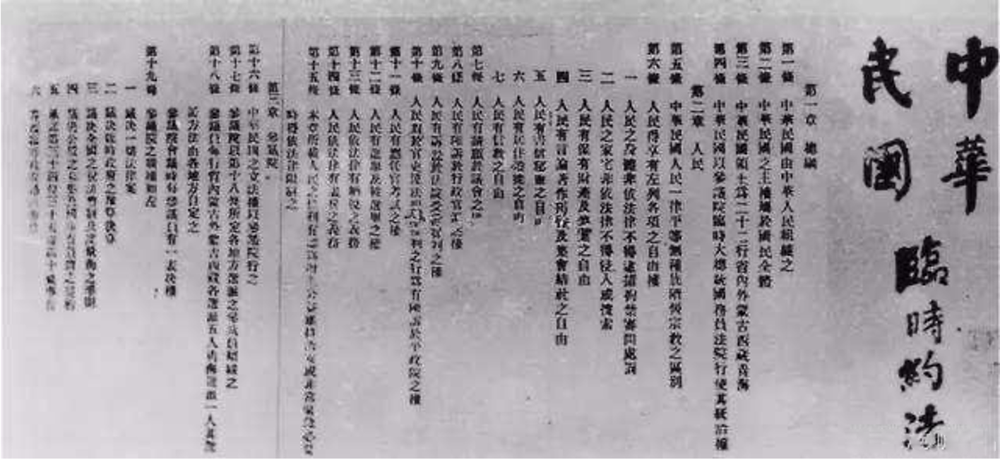 中華
民國
臨時約法
第一章 總綱
第一條 中華民國由中華人民組織之
第二條 中華民國之主權屬於國民全體
第三條 中華民國領土為二十二行省內外蒙古西藏青海
第四條 中華民國以參議院臨時大總統國務員法院行使其統治權
第二章 人民
第五條 中華民國人民一律平等無種族階級宗教之區別
第六條 人民得享有左列各項之自由權
一 人民之身體非依法律不得逮捕拘禁審問處罰
二 人民之家宅非依法律不得侵入或搜索
三 人民有保有財產及營業之自由
四 人民有言論著作刊行及集會結社之自由
五 人民有書信秘密之自由
六 人民有居住遷徙之自由
七 人民有信教之自由
第七條 人民有請願於議會之權
第八條 人民有陳訴於行政官署之權
第九條 人民有訴訟於法院受其審判之權
第十條 人民對於官吏違法損害權利之行為有陳訴於平政院之權
第十一條 人民有應任官考試之權
第十二條 人民有選舉及被選舉之權
第十三條 人民依法律有納稅之義務
第十四條 人民依法律有服兵之義務
第十五條 本章所載人民之權利有認為增進公益維持治安或非常緊急必要
時得依法律限制之
第三章 參議院
第十六條 中華民國之立法權以參議院行之
第十七條 參議院以第十八條所定各地方選派之參議員組織之
第十八條 參議員每行省內蒙古外蒙古西藏各選派五人青海選派一人其選
派方法由各地方自定之
參議院會議時每參議員有一表決權
第十九條 參議院之職權如左
一 議決一切法律案
二 議決臨時政府之預算決算
三 議決全國之稅法幣制及度量衡之準則
四 議決公債之募集及國庫有負擔之契約
五 承諾第三十四條三十五條四十條事件
六